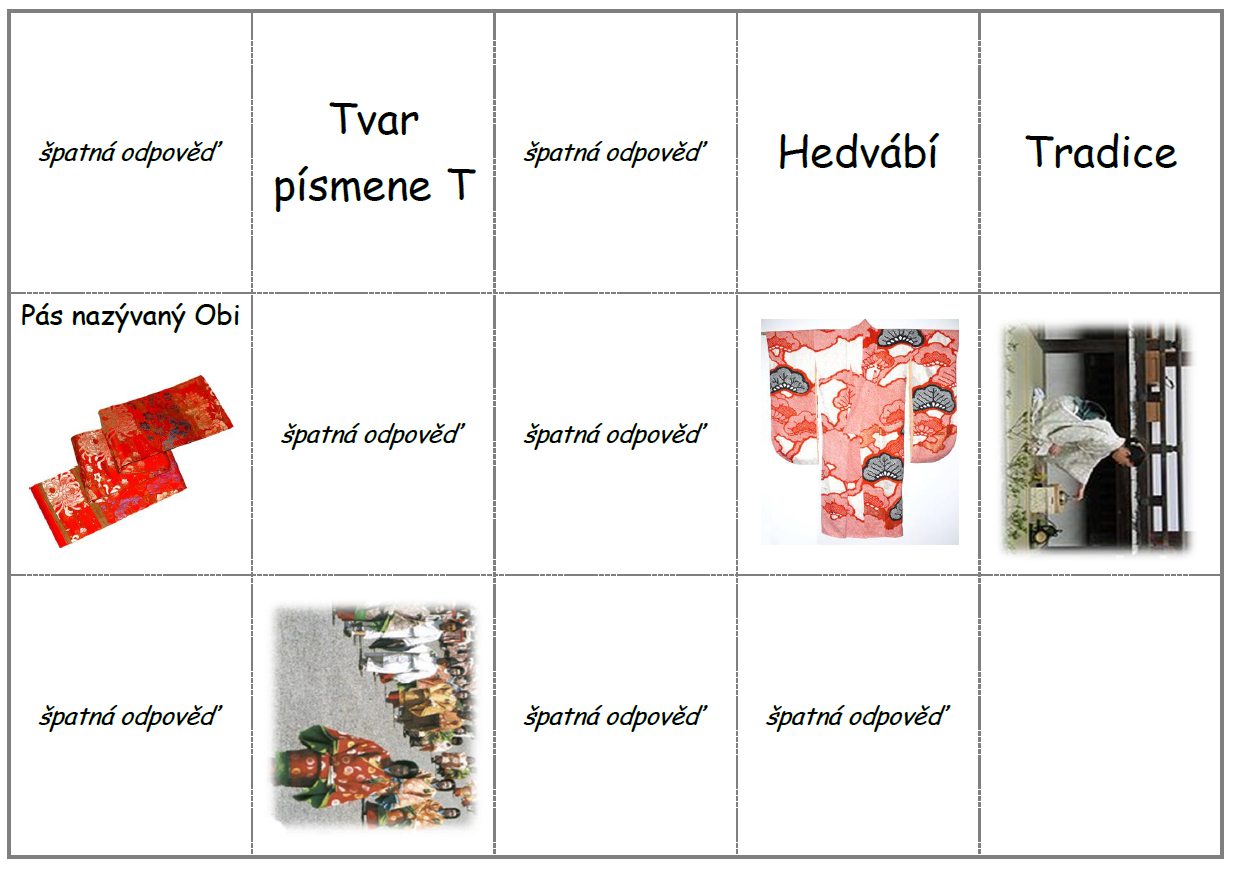 špatná odpověď
Tvar
písmene T
špatná odpověď
Hedvábí
Tradice
Pás nazývaný Obi
špatná odpověď
špatná odpověď
špatná odpověď
špatná odpověď
špatná odpověď